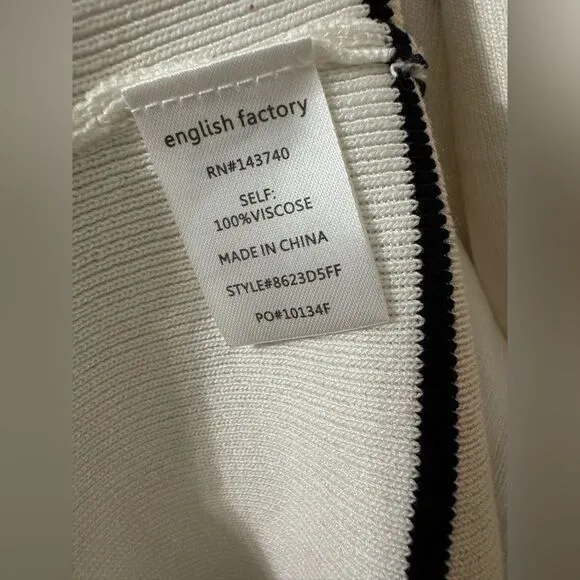 english factory
RN#143740
SELF:
100%VISCOSE
MADE IN CHINA
STYLE#8623D5FF
PO#10134F